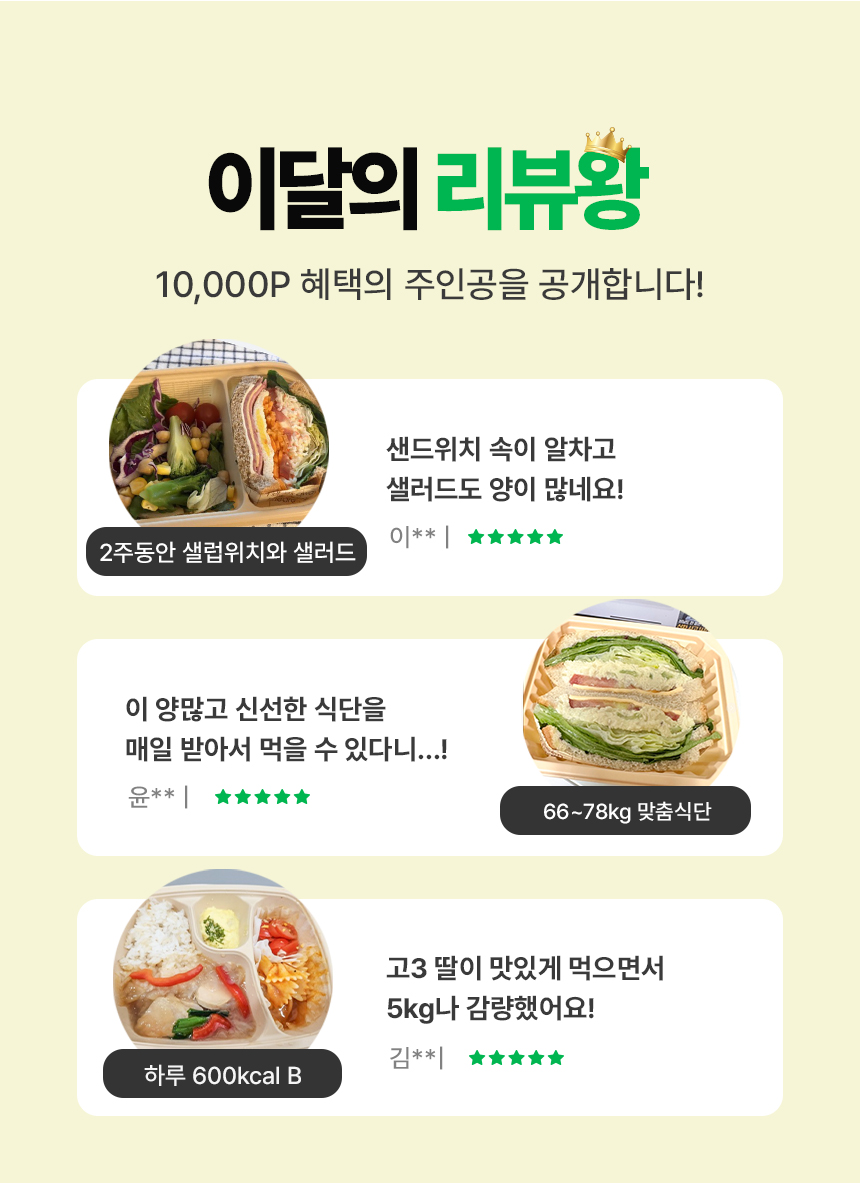 이달의 리뷰왕
10,000P 혜택의 주인공을 공개합니다!
샌드위치 속이 알차고
샐러드도 양이 많네요!
이** | ★★★★★
2주동안 샐럽위치와 샐러드
이 양많고 신선한 식단을
매일 받아서 먹을 수 있다니...!
윤** | ★★★★★
66~78kg 맞춤식단
고3 딸이 맛있게 먹으면서
5kg나 감량했어요!
김**| ★★★★★
하루 600kcal B